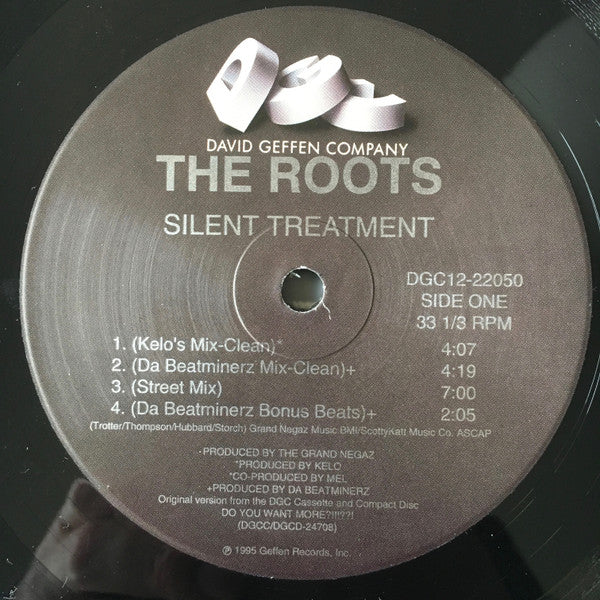 DGC
DAVID GEFFEN COMPANY
THE ROOTS
SILENT TREATMENT
DGC12-22050
SIDE ONE
33 1/3 RPM
1. (Kelo's Mix-Clean)* 4:07
2. (Da Beatminerz Mix-Clean)+ 4:19
3. (Street Mix) 7:00
4. (Da Beatminerz Bonus Beats)+ 2:05
(Trotter/Thompson/Hubbard/Storch) Grand Negaz Music BMI/ScottyKatt Music Co. ASCAP
-PRODUCED BY THE GRAND NEGAZ
*PRODUCED BY KELO
*CO-PRODUCED BY MEL
+PRODUCED BY DA BEATMINERZ
Original version from the DGC Cassette and Compact Disc
DO YOU WANT MORE?!!!??!
(DGCC/DGCD-24708)
℗ 1995 Geffen Records, Inc.